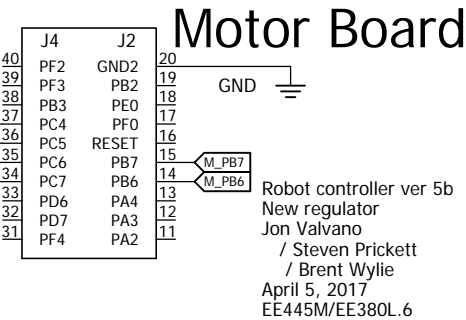 Motor Board
J4 J2
40 PF2 GND2 20
39 PF3 PB2 19
38 PB3 PE0 18
37 PC4 PF0 17
36 PC5 RESET 16
35 PC6 PB7 15
34 PC7 PB6 14
33 PD6 PA4 13
32 PD7 PA3 12
31 PF4 PA2 11
GND
M_PB7
M_PB6
Robot controller ver 5b
New regulator
Jon Valvano
/ Steven Prickett
/ Brent Wylie
April 5, 2017
EE445M/EE380L.6